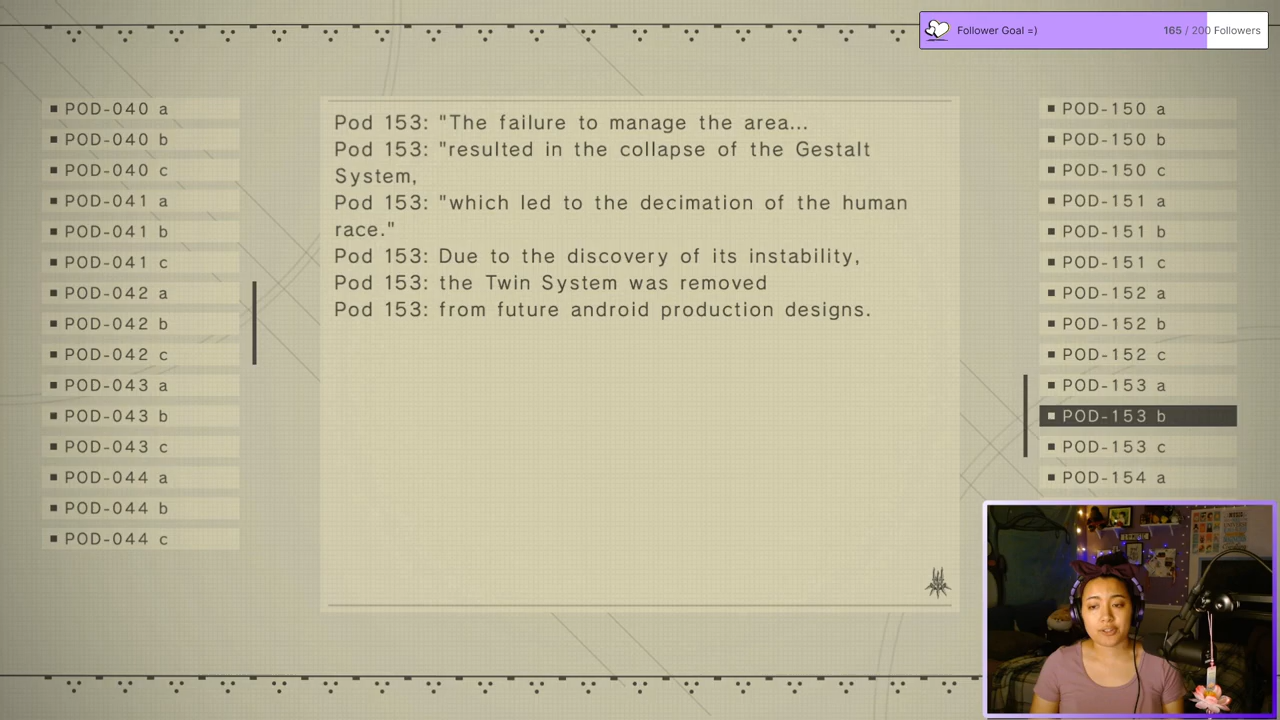 Follower Goal =)
165 / 200 Followers
POD-040 a
POD-040 b
POD-040 c
POD-041 a
POD-041 b
POD-041 c
POD-042 a
POD-042 b
POD-042 c
POD-043 a
POD-043 b
POD-043 c
POD-044 a
POD-044 b
POD-044 c
Pod 153: "The failure to manage the area...
Pod 153: "resulted in the collapse of the Gestalt
System,
Pod 153: "which led to the decimation of the human
race."
Pod 153: Due to the discovery of its instability,
Pod 153: the Twin System was removed
Pod 153: from future android production designs.
POD-150 a
POD-150 b
POD-150 c
POD-151 a
POD-151 b
POD-151 c
POD-152 a
POD-152 b
POD-152 c
POD-153 a
POD-153 b
POD-153 c
POD-154 a